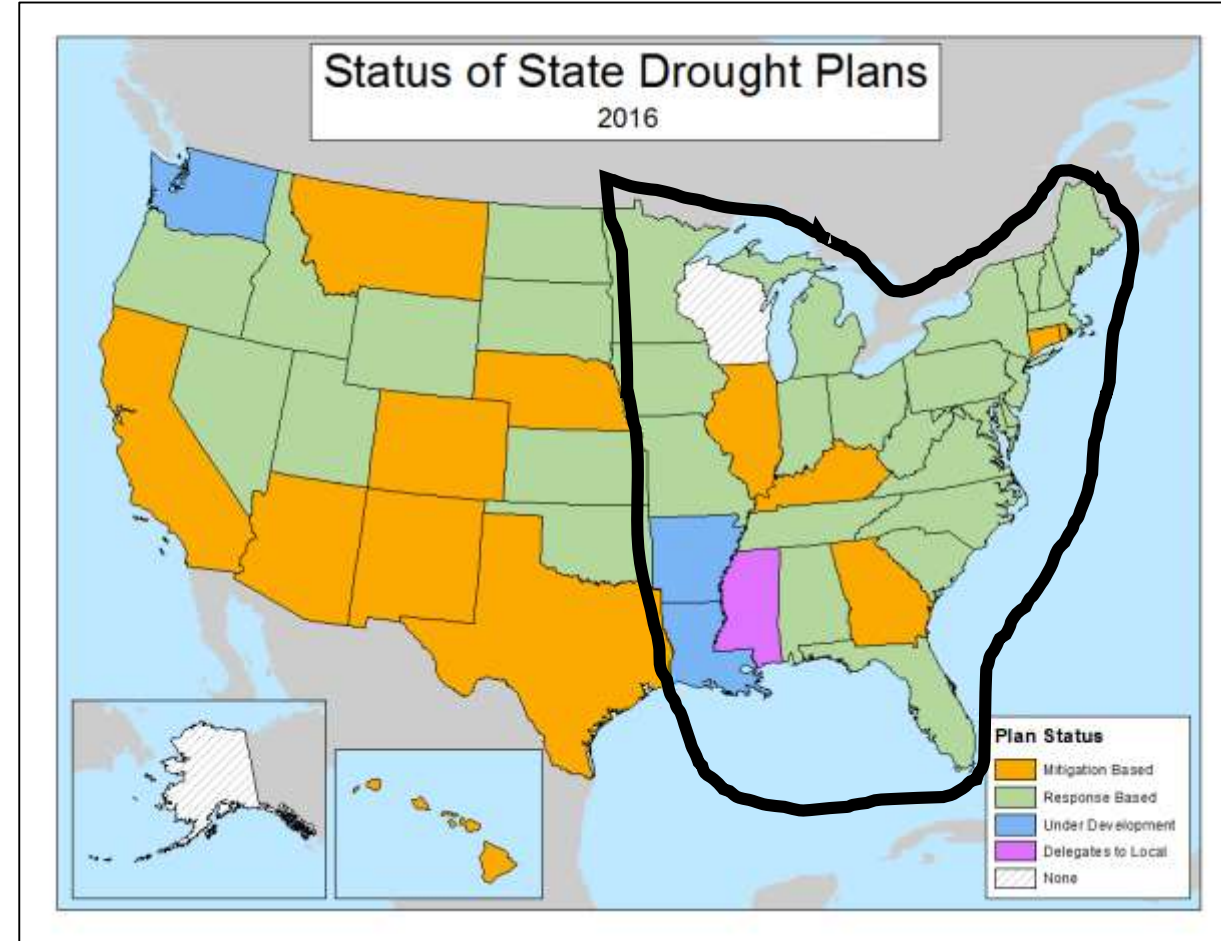 Status of State Drought Plans
2016
Plan Status
Mitigation Based
Response Based
Under Development
Delegates to Local
None